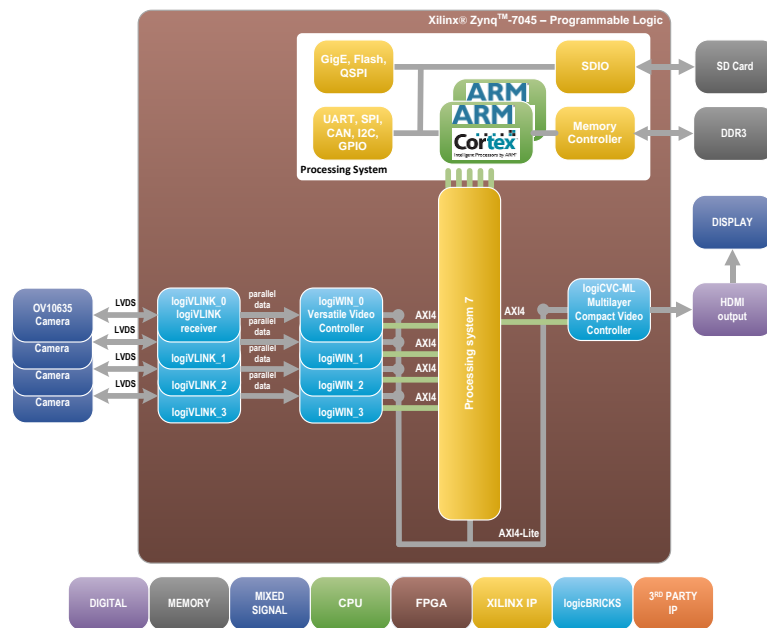 Xilinx® Zynq™-7045 – Programmable Logic
GigE, Flash,
QSPI
SDIO
SD Card
ARM
ARM
UART, SPI,
CAN, I2C,
GPIO
Cortex
Intelligent Processors by ARM®
Memory
Controller
DDR3
Processing System
DISPLAY
OV10635
Camera
LVDS
logiVLINK_0
logiVLINK
receiver
parallel
data
logiWIN_0
Versatile Video
Controller
AXI4
Processing system 7
AXI4
logiCVC-ML
Multilayer
Compact Video
Controller
HDMI
output
Camera
LVDS
logiVLINK_1
parallel
data
logiWIN_1
AXI4
Camera
LVDS
logiVLINK_2
parallel
data
logiWIN_2
AXI4
Camera
LVDS
logiVLINK_3
parallel
data
logiWIN_3
AXI4
AXI4-Lite
DIGITAL
MEMORY
MIXED
SIGNAL
CPU
FPGA
XILINX IP
logicBRICKS
3RD PARTY
IP